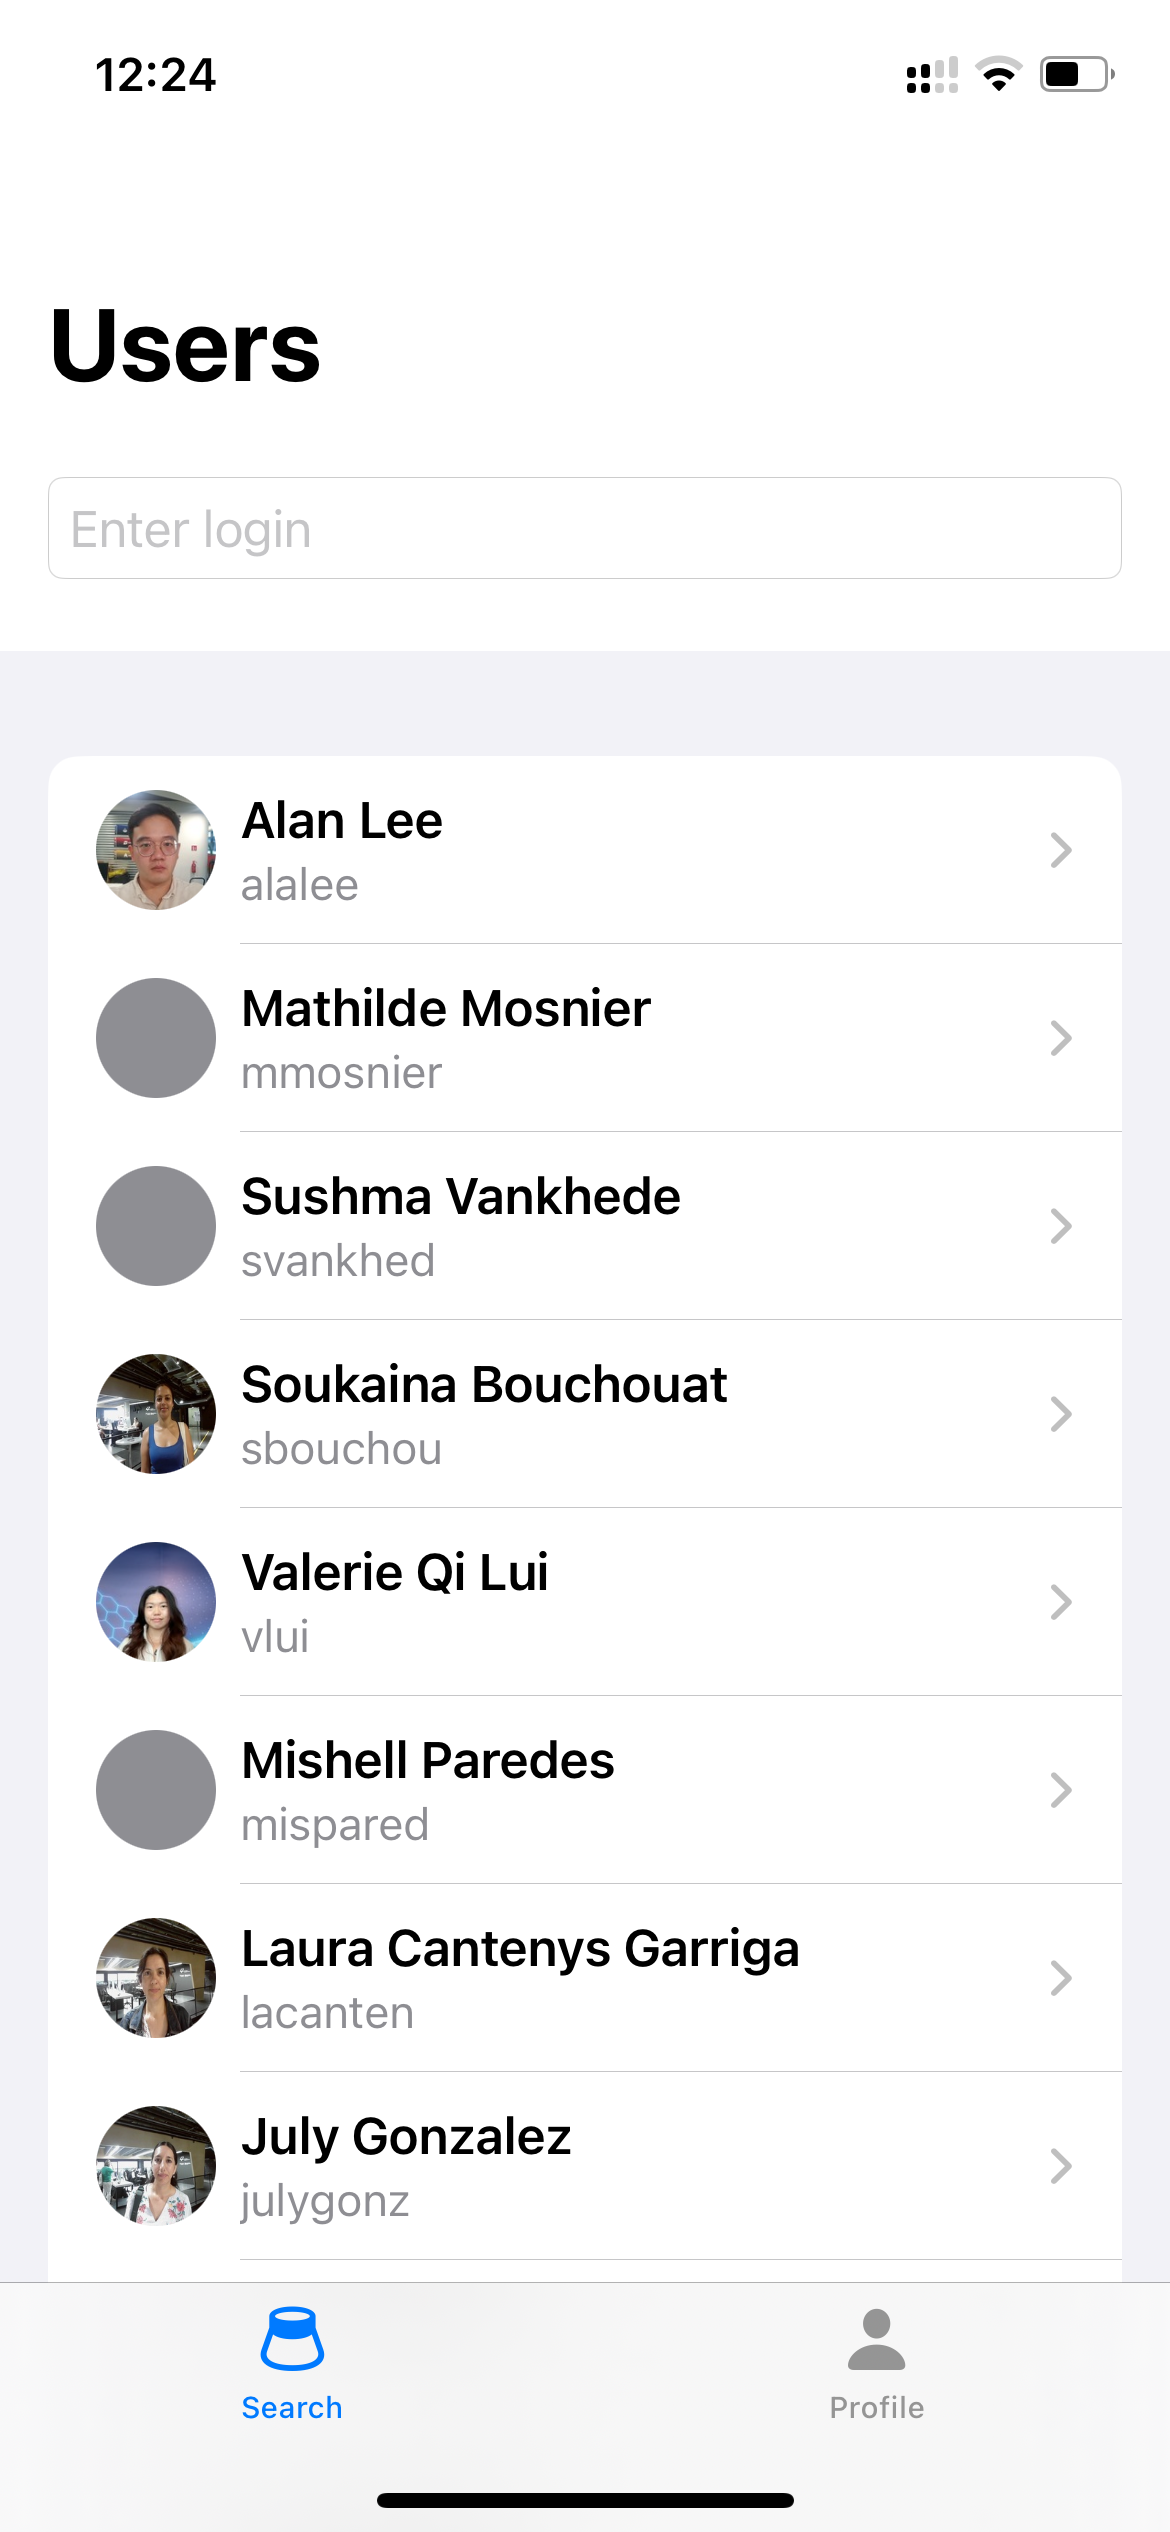 12:24
Users
Enter login
Alan Lee
alalee
Mathilde Mosnier
mmosnier
Sushma Vankhede
svankhed
Soukaina Bouchouat
sbouchou
Valerie Qi Lui
vlui
Mishell Paredes
mispared
Laura Cantenys Garriga
lacanten
July Gonzalez
julygonz
Search
Profile